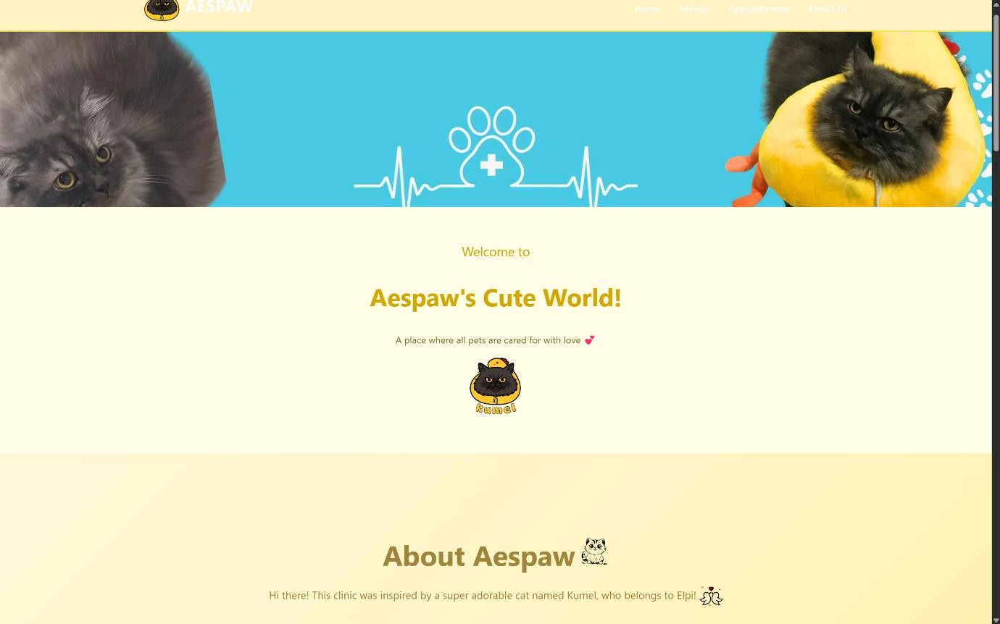 AESPAW
Home Service Appointments About Us
Welcome to
Aespaw's Cute World!
A place where all pets are cared for with love 💕
kumel
About Aespaw
Hi there! This clinic was inspired by a super adorable cat named Kumel, who belongs to Elpi!